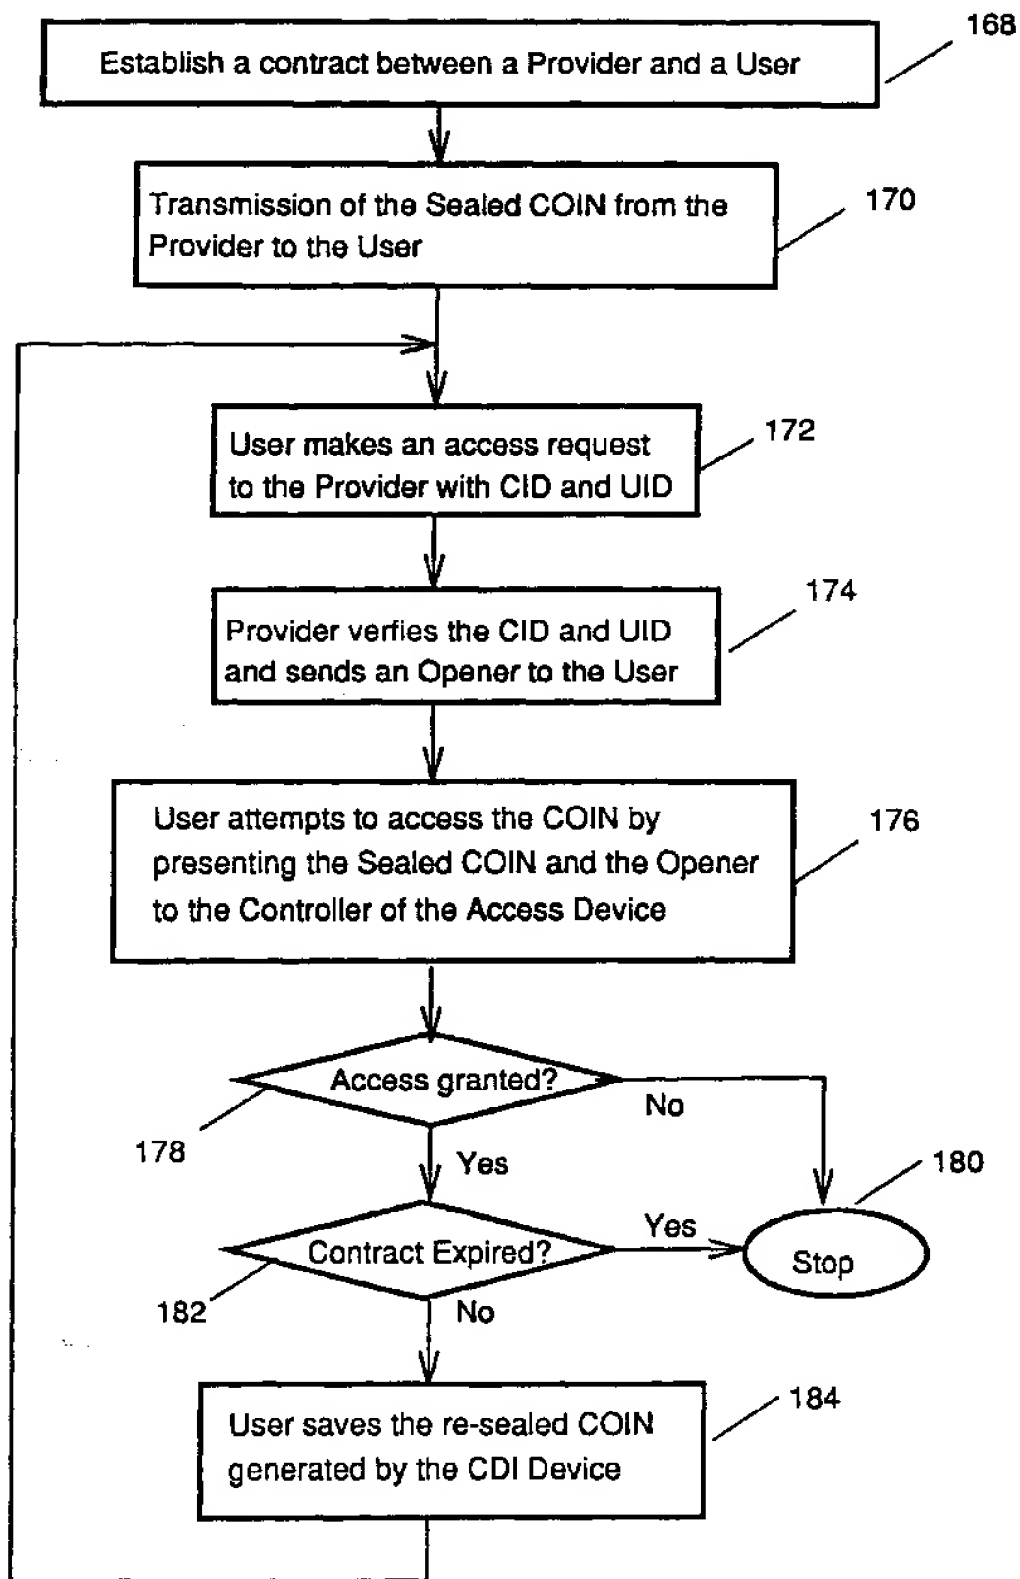 168
Establish a contract between a Provider and a User
Transmission of the Sealed COIN from the
Provider to the User
170
User makes an access request
to the Provider with CID and UID
172
174
Provider verfies the CID and UID
and sends an Opener to the User
User attempts to access the COIN by
presenting the Sealed COIN and the Opener
to the Controller of the Access Device
176
Access granted?
No
178
Yes
180
Contract Expired?
Yes
Stop
182
No
184
User saves the re-sealed COIN
generated by the CDI Device